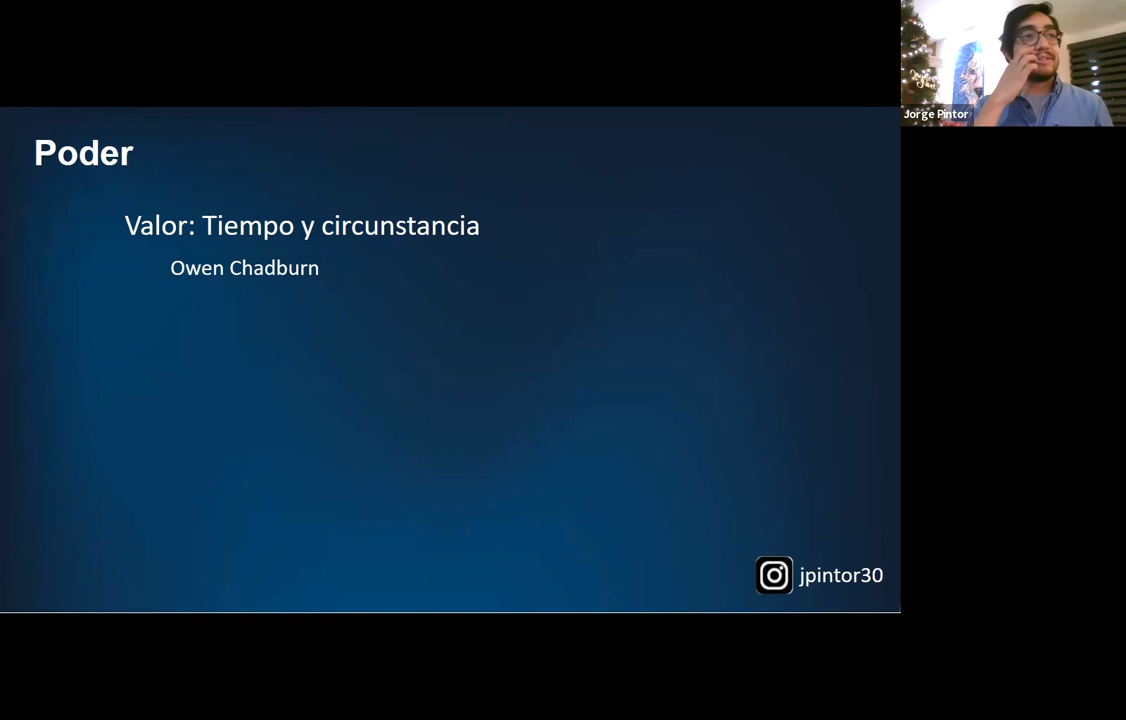 Poder
Valor: Tiempo y circunstancia
Owen Chadburn
jpintor30
Jorge Pintor